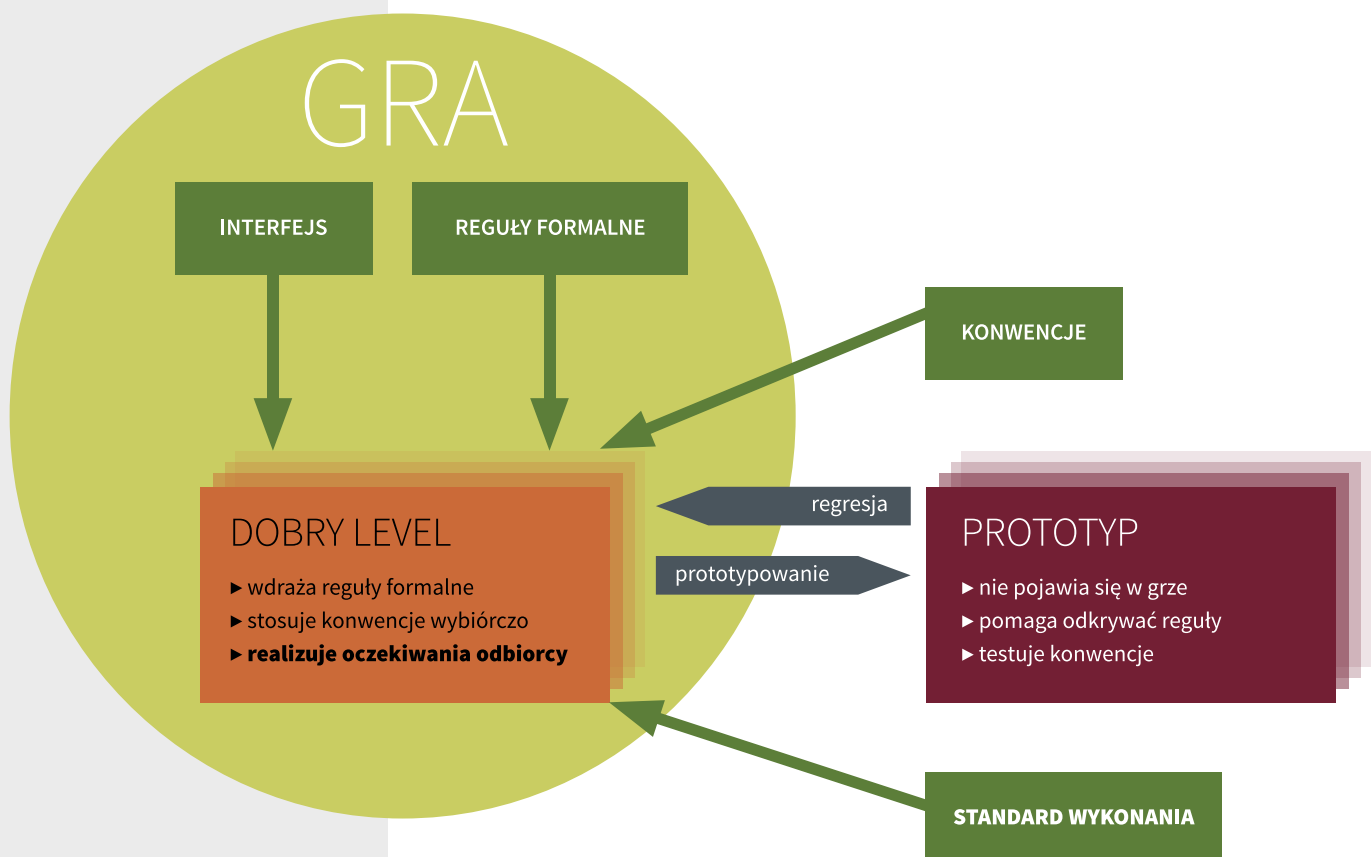 GRA
INTERFEJS
REGUŁY FORMALNE
KONWENCJE
DOBRY LEVEL
▸ wdraża reguły formalne
▸ stosuje konwencje wybiórczo
▸ realizuje oczekiwania odbiorcy
regresja
prototypowanie
PROTOTYP
▸ nie pojawia się w grze
▸ pomaga odkrywać reguły
▸ testuje konwencje
STANDARD WYKONANIA